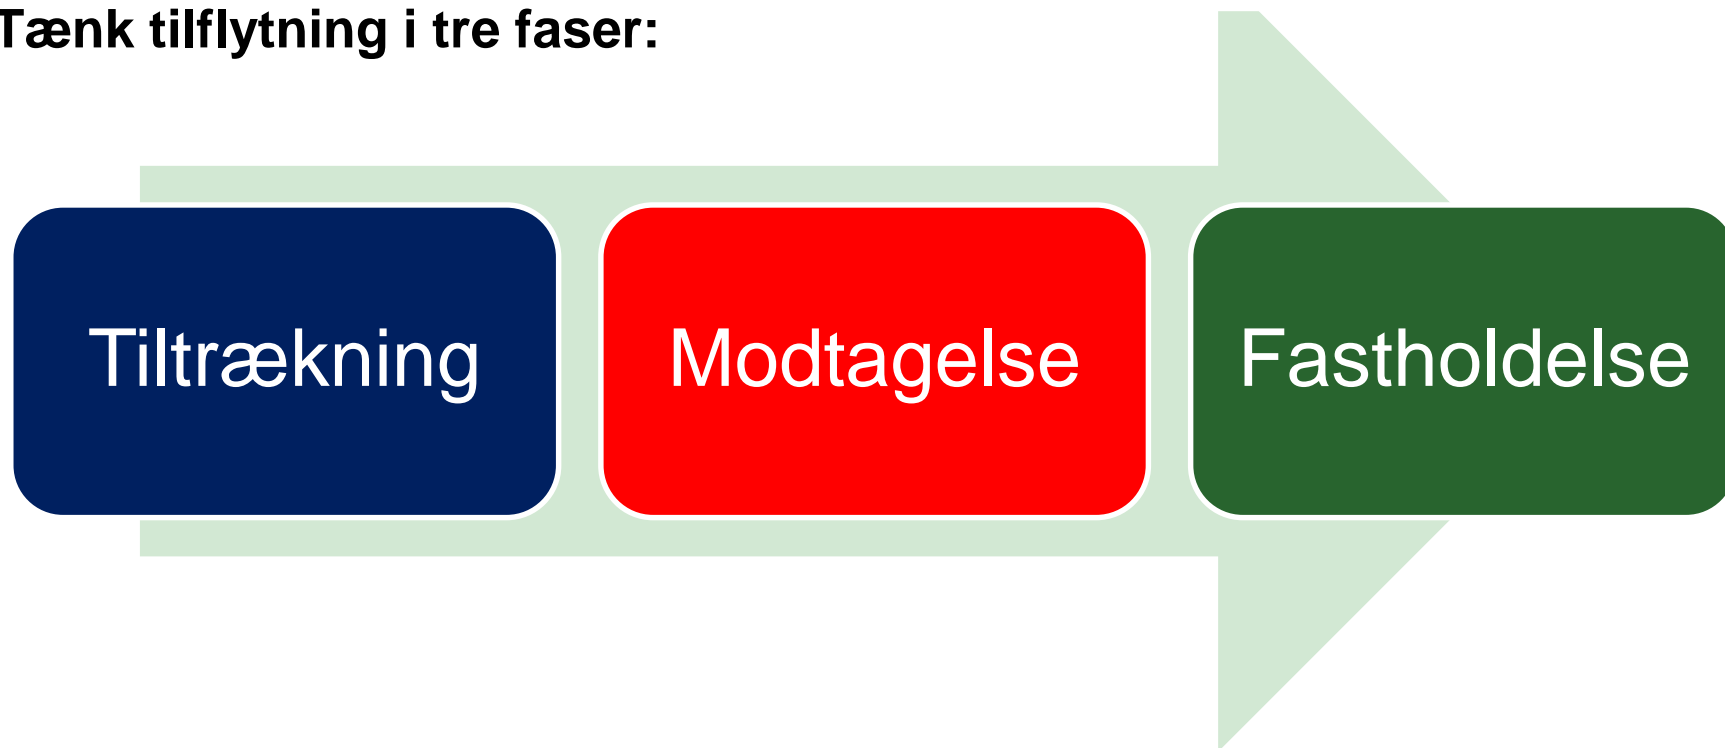 Tænk tilflytning i tre faser:
Tiltrækning
Modtagelse
Fastholdelse